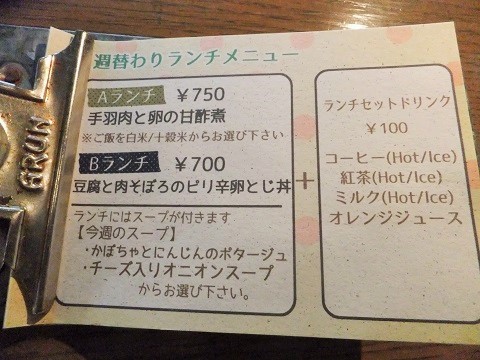 週替わりランチメニュー
Aランチ ￥750
手羽肉と卵の甘酢煮
※ご飯を白米/十穀米からお選び下さい
Bランチ ￥700
豆腐と肉そぼろのピリ辛卵とじ丼
ランチにはスープが付きます
【今週のスープ】
・かぼちゃとにんじんのポタージュ
・チーズ入りオニオンスープ
からお選び下さい。
+
ランチセットドリンク
￥100
コーヒー(Hot/Ice)
紅茶(Hot/Ice)
ミルク(Hot/Ice)
オレンジジュース
ARUN